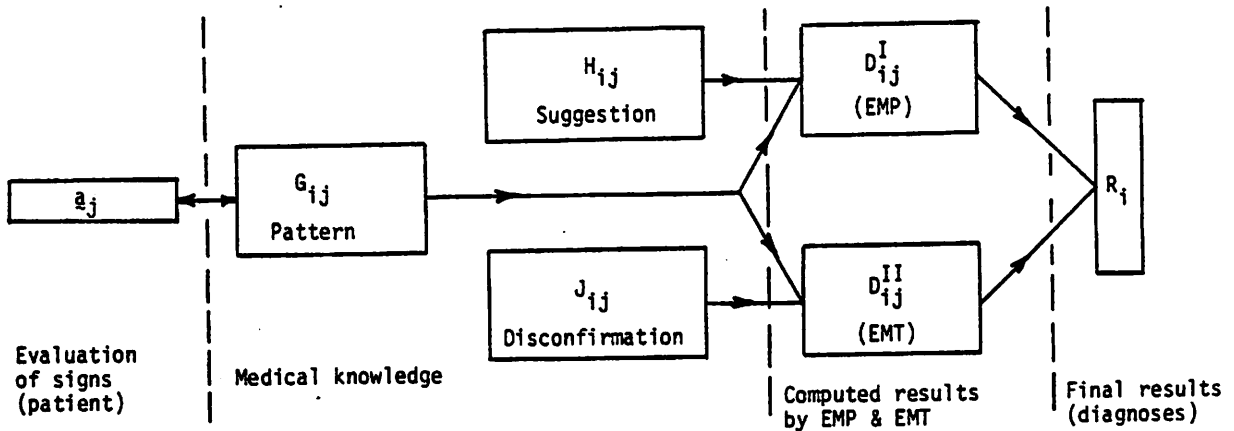 H_ij
Suggestion
D^I_ij
(EMP)
a_j
G_ij
Pattern
R_i
J_ij
Disconfirmation
D^II_ij
(EMT)
Evaluation
of signs
(patient)
Medical knowledge
Computed results
by EMP & EMT
Final results
(diagnoses)